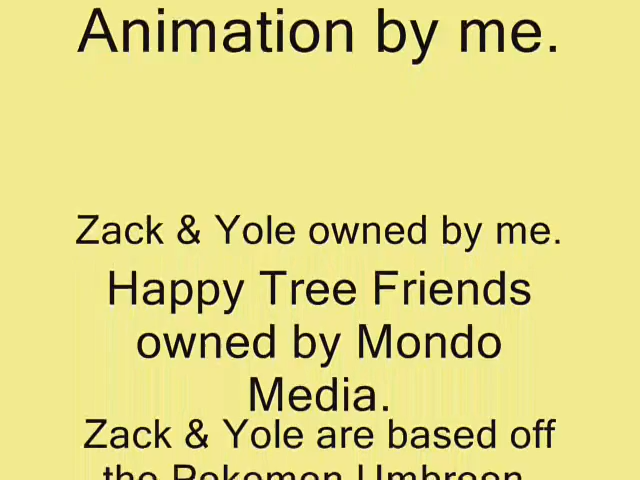 Animation by me.
Zack & Yole owned by me.
Happy Tree Friends
owned by Mondo
Media.
Zack & Yole are based off
the Pokemon Umbreon